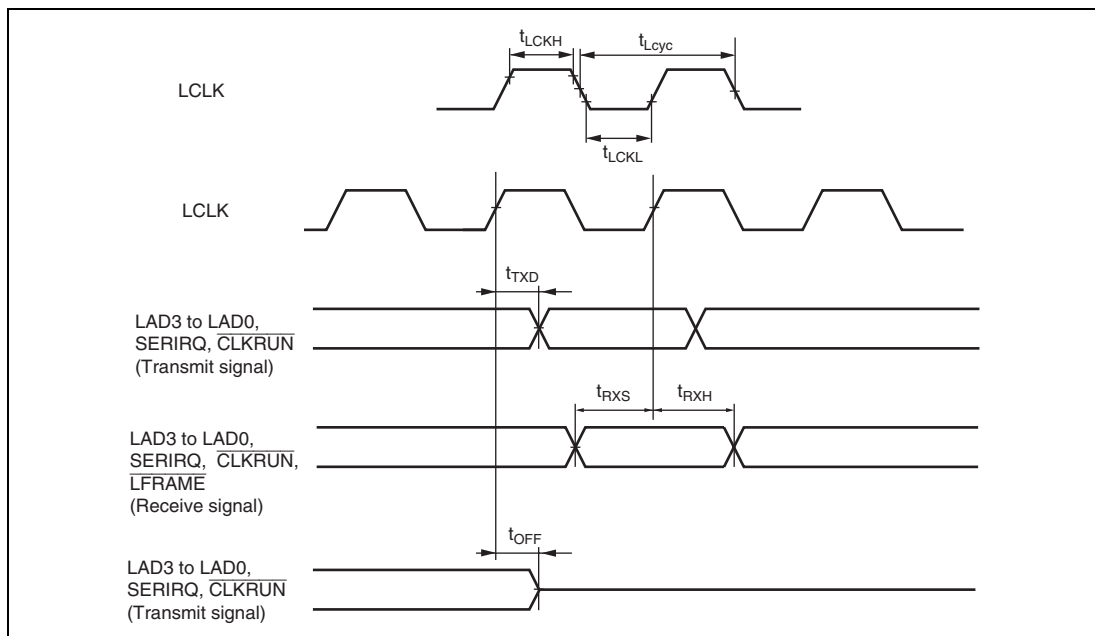 tLCKH
tLcyc
LCLK
tLCKL
LCLK
tTXD
LAD3 to LAD0,
SERIRQ, CLKRUN
(Transmit signal)
tRXS
tRXH
LAD3 to LAD0,
SERIRQ, CLKRUN,
LFRAME
(Receive signal)
tOFF
LAD3 to LAD0,
SERIRQ, CLKRUN
(Transmit signal)